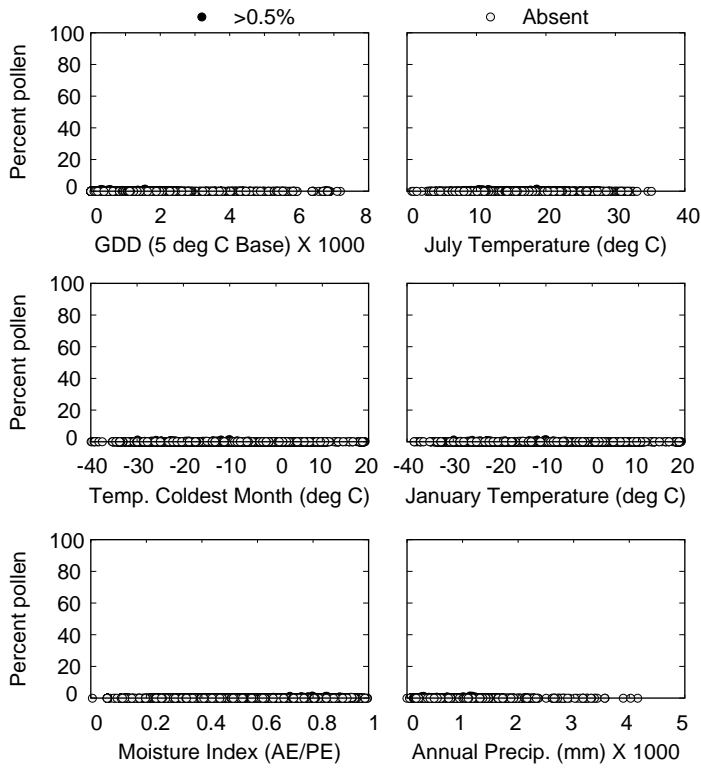 >0.5% Absent
100
80
60
40
20
0
Percent pollen
0 2 4 6 8
GDD (5 deg C Base) X 1000
0 10 20 30 40
July Temperature (deg C)
100
80
60
40
20
0
Percent pollen
-40 -30 -20 -10 0 10 20
Temp. Coldest Month (deg C)
-40 -30 -20 -10 0 10 20
January Temperature (deg C)
100
80
60
40
20
0
Percent pollen
0 0.2 0.4 0.6 0.8 1
Moisture Index (AE/PE)
0 1 2 3 4 5
Annual Precip. (mm) X 1000